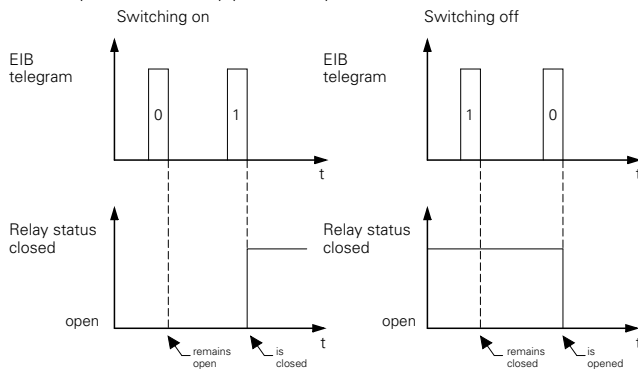 Switching on
Switching off
EIB
telegram
0
1
t
EIB
telegram
1
0
t
Relay status
closed
open
remains
open
is
closed
t
Relay status
closed
open
remains
closed
is
opened
t